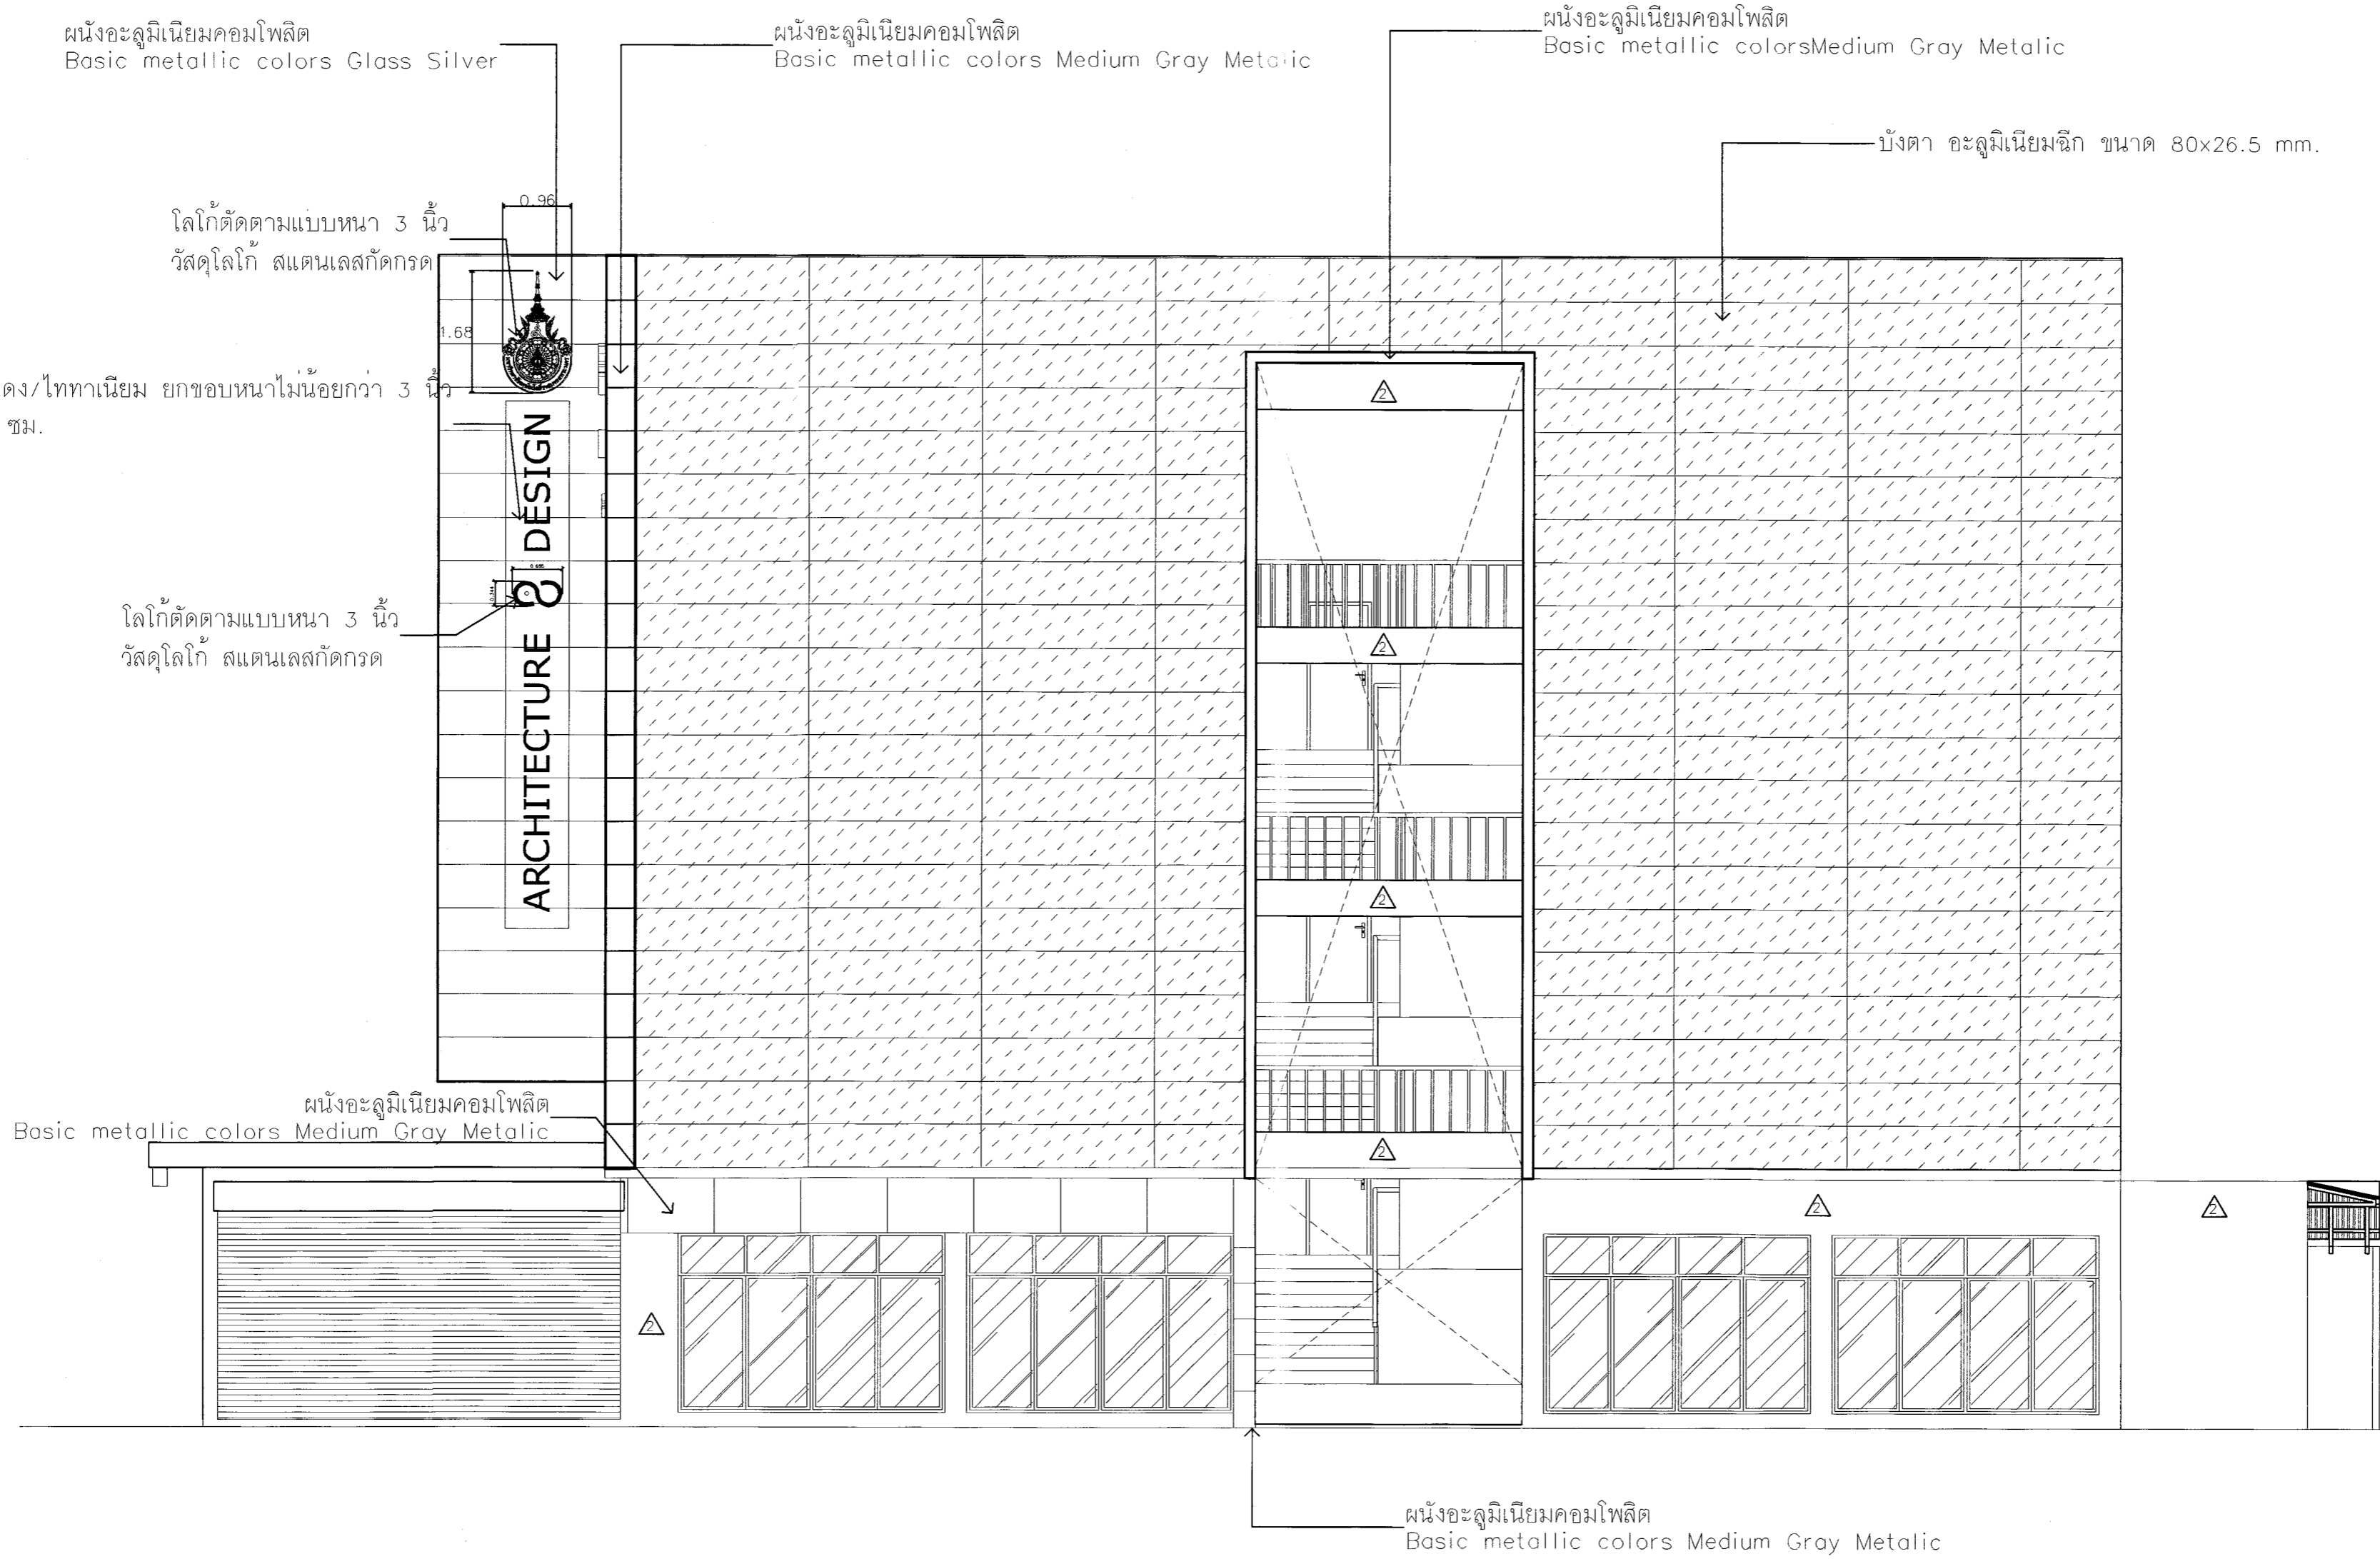 ผนังอะลูมิเนียมคอมโพสิต
Basic metallic colors Glass Silver
ผนังอะลูมิเนียมคอมโพสิต
Basic metallic colors Medium Gray Metalic
ผนังอะลูมิเนียมคอมโพสิต
Basic metallic colorsMedium Gray Metalic
บังตา อะลูมิเนียมฉีก ขนาด 80x26.5 mm.
0.96
โลโก้ตัดตามแบบหนา 3 นิ้ว
วัสดุโลโก้ สแตนเลสกัดกรด
1.68
ดง/ไททาเนียม ยกขอบหนาไม่น้อยกว่า 3 นิ้ว
ซม.
2
ARCHITECTURE & DESIGN
โลโก้ตัดตามแบบหนา 3 นิ้ว
วัสดุโลโก้ สแตนเลสกัดกรด
2
2
2
ผนังอะลูมิเนียมคอมโพสิต
Basic metallic colors Medium Gray Metalic
2
2
2
ผนังอะลูมิเนียมคอมโพสิต
Basic metallic colors Medium Gray Metalic